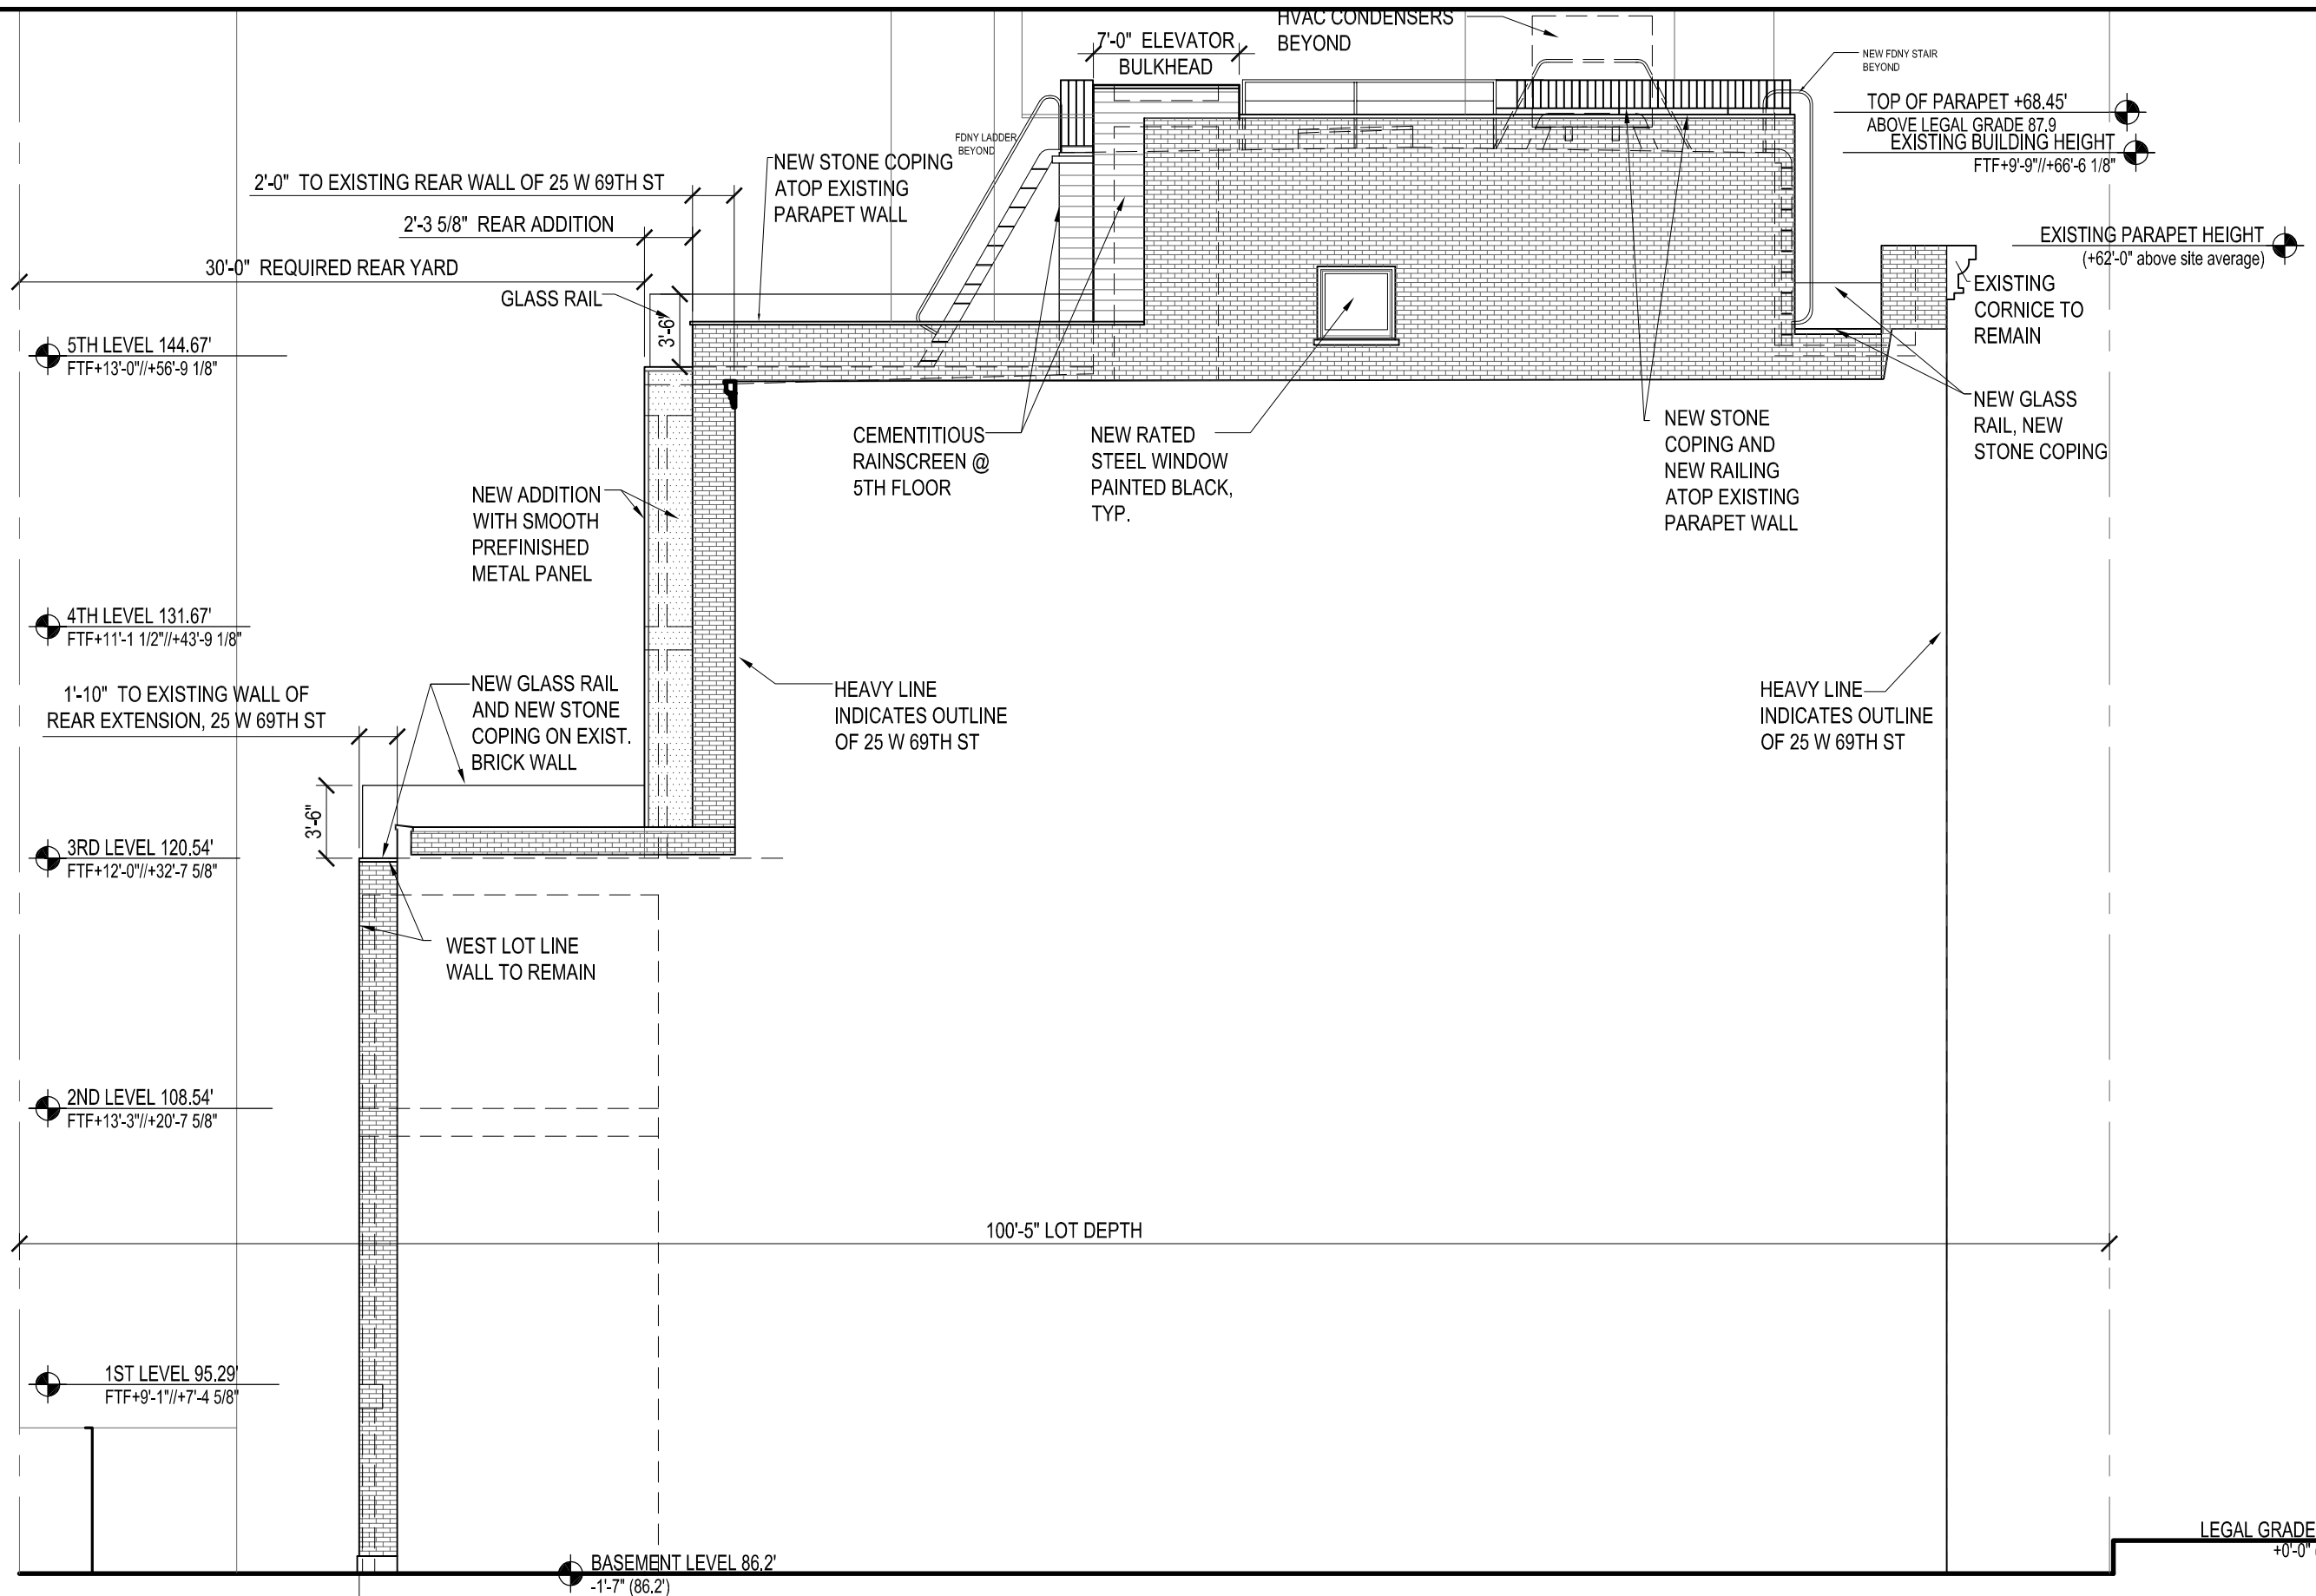 HVAC CONDENSERS
BEYOND
7'-0" ELEVATOR
BULKHEAD
NEW FDNY STAIR
BEYOND
TOP OF PARAPET +68.45'
ABOVE LEGAL GRADE 87.9
EXISTING BUILDING HEIGHT
FTF+9'-9"//+66'-6 1/8"
FDNY LADDER
BEYOND
NEW STONE COPING
ATOP EXISTING
PARAPET WALL
2'-0" TO EXISTING REAR WALL OF 25 W 69TH ST
2'-3 5/8" REAR ADDITION
30'-0" REQUIRED REAR YARD
GLASS RAIL
3'-6"
EXISTING PARAPET HEIGHT
(+62'-0" above site average)
EXISTING
CORNICE TO
REMAIN
5TH LEVEL 144.67'
FTF+13'-0"//+56'-9 1/8"
NEW GLASS
RAIL, NEW
STONE COPING
CEMENTITIOUS
RAINSCREEN @
5TH FLOOR
NEW RATED
STEEL WINDOW
PAINTED BLACK,
TYP.
NEW STONE
COPING AND
NEW RAILING
ATOP EXISTING
PARAPET WALL
NEW ADDITION
WITH SMOOTH
PREFINISHED
METAL PANEL
4TH LEVEL 131.67'
FTF+11'-1 1/2"//+43'-9 1/8"
1'-10" TO EXISTING WALL OF
REAR EXTENSION, 25 W 69TH ST
NEW GLASS RAIL
AND NEW STONE
COPING ON EXIST.
BRICK WALL
HEAVY LINE
INDICATES OUTLINE
OF 25 W 69TH ST
HEAVY LINE
INDICATES OUTLINE
OF 25 W 69TH ST
3'-6"
3RD LEVEL 120.54'
FTF+12'-0"//+32'-7 5/8"
WEST LOT LINE
WALL TO REMAIN
2ND LEVEL 108.54'
FTF+13'-3"//+20'-7 5/8"
100'-5" LOT DEPTH
1ST LEVEL 95.29'
FTF+9'-1"//+7'-4 5/8"
LEGAL GRADE
+0'-0"
BASEMENT LEVEL 86.2'
-1'-7" (86.2')